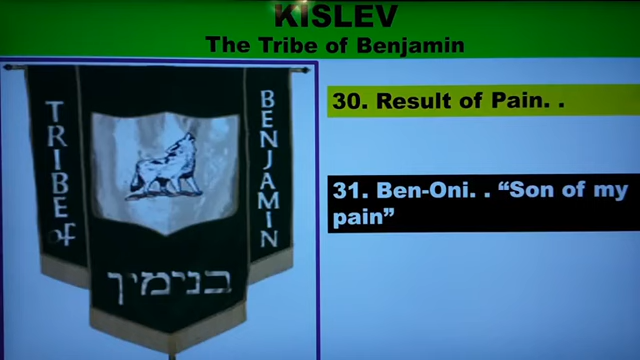 KISLEV
The Tribe of Benjamin
TRIBE of
BENJAMIN
בנימין
30. Result of Pain. .
31. Ben-Oni. . “Son of my
pain”